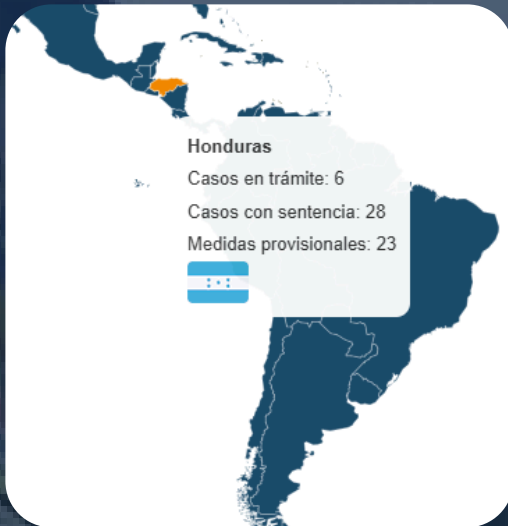 Honduras
Casos en trámite: 6
Casos con sentencia: 28
Medidas provisionales: 23